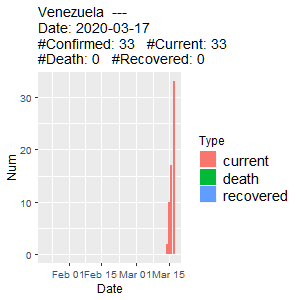 Venezuela  ---
Date: 2020-03-17
#Confirmed: 33   #Current: 33
#Death: 0   #Recovered: 0
Num
30
20
10
0
Feb 01
Feb 15
Mar 01
Mar 15
Date
Type
current
death
recovered